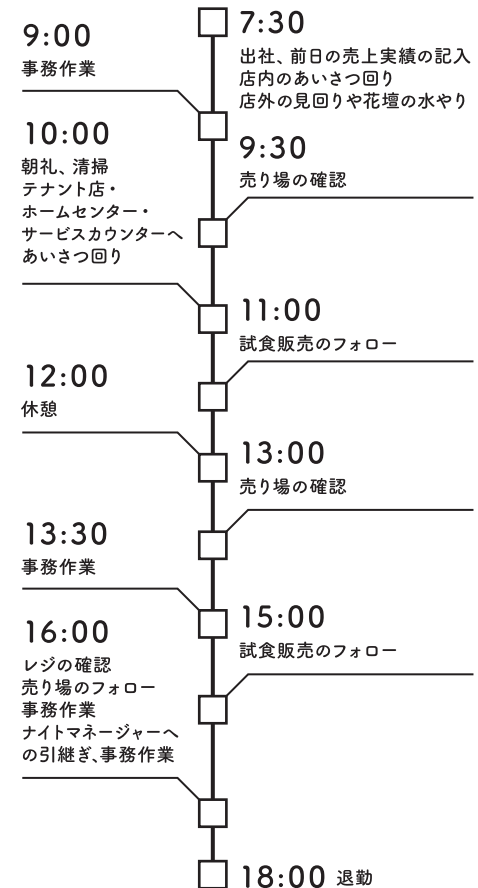 7:30
出社、前日の売上実績の記入
店内のあいさつ回り
店外の見回りや花壇の水やり
9:00
事務作業
9:30
売り場の確認
10:00
朝礼、清掃
テナント店・
ホームセンター・
サービスカウンターへ
あいさつ回り
11:00
試食販売のフォロー
12:00
休憩
13:00
売り場の確認
13:30
事務作業
15:00
試食販売のフォロー
16:00
レジの確認
売り場のフォロー
事務作業
ナイトマネージャーへ
の引継ぎ、事務作業
18:00 退勤